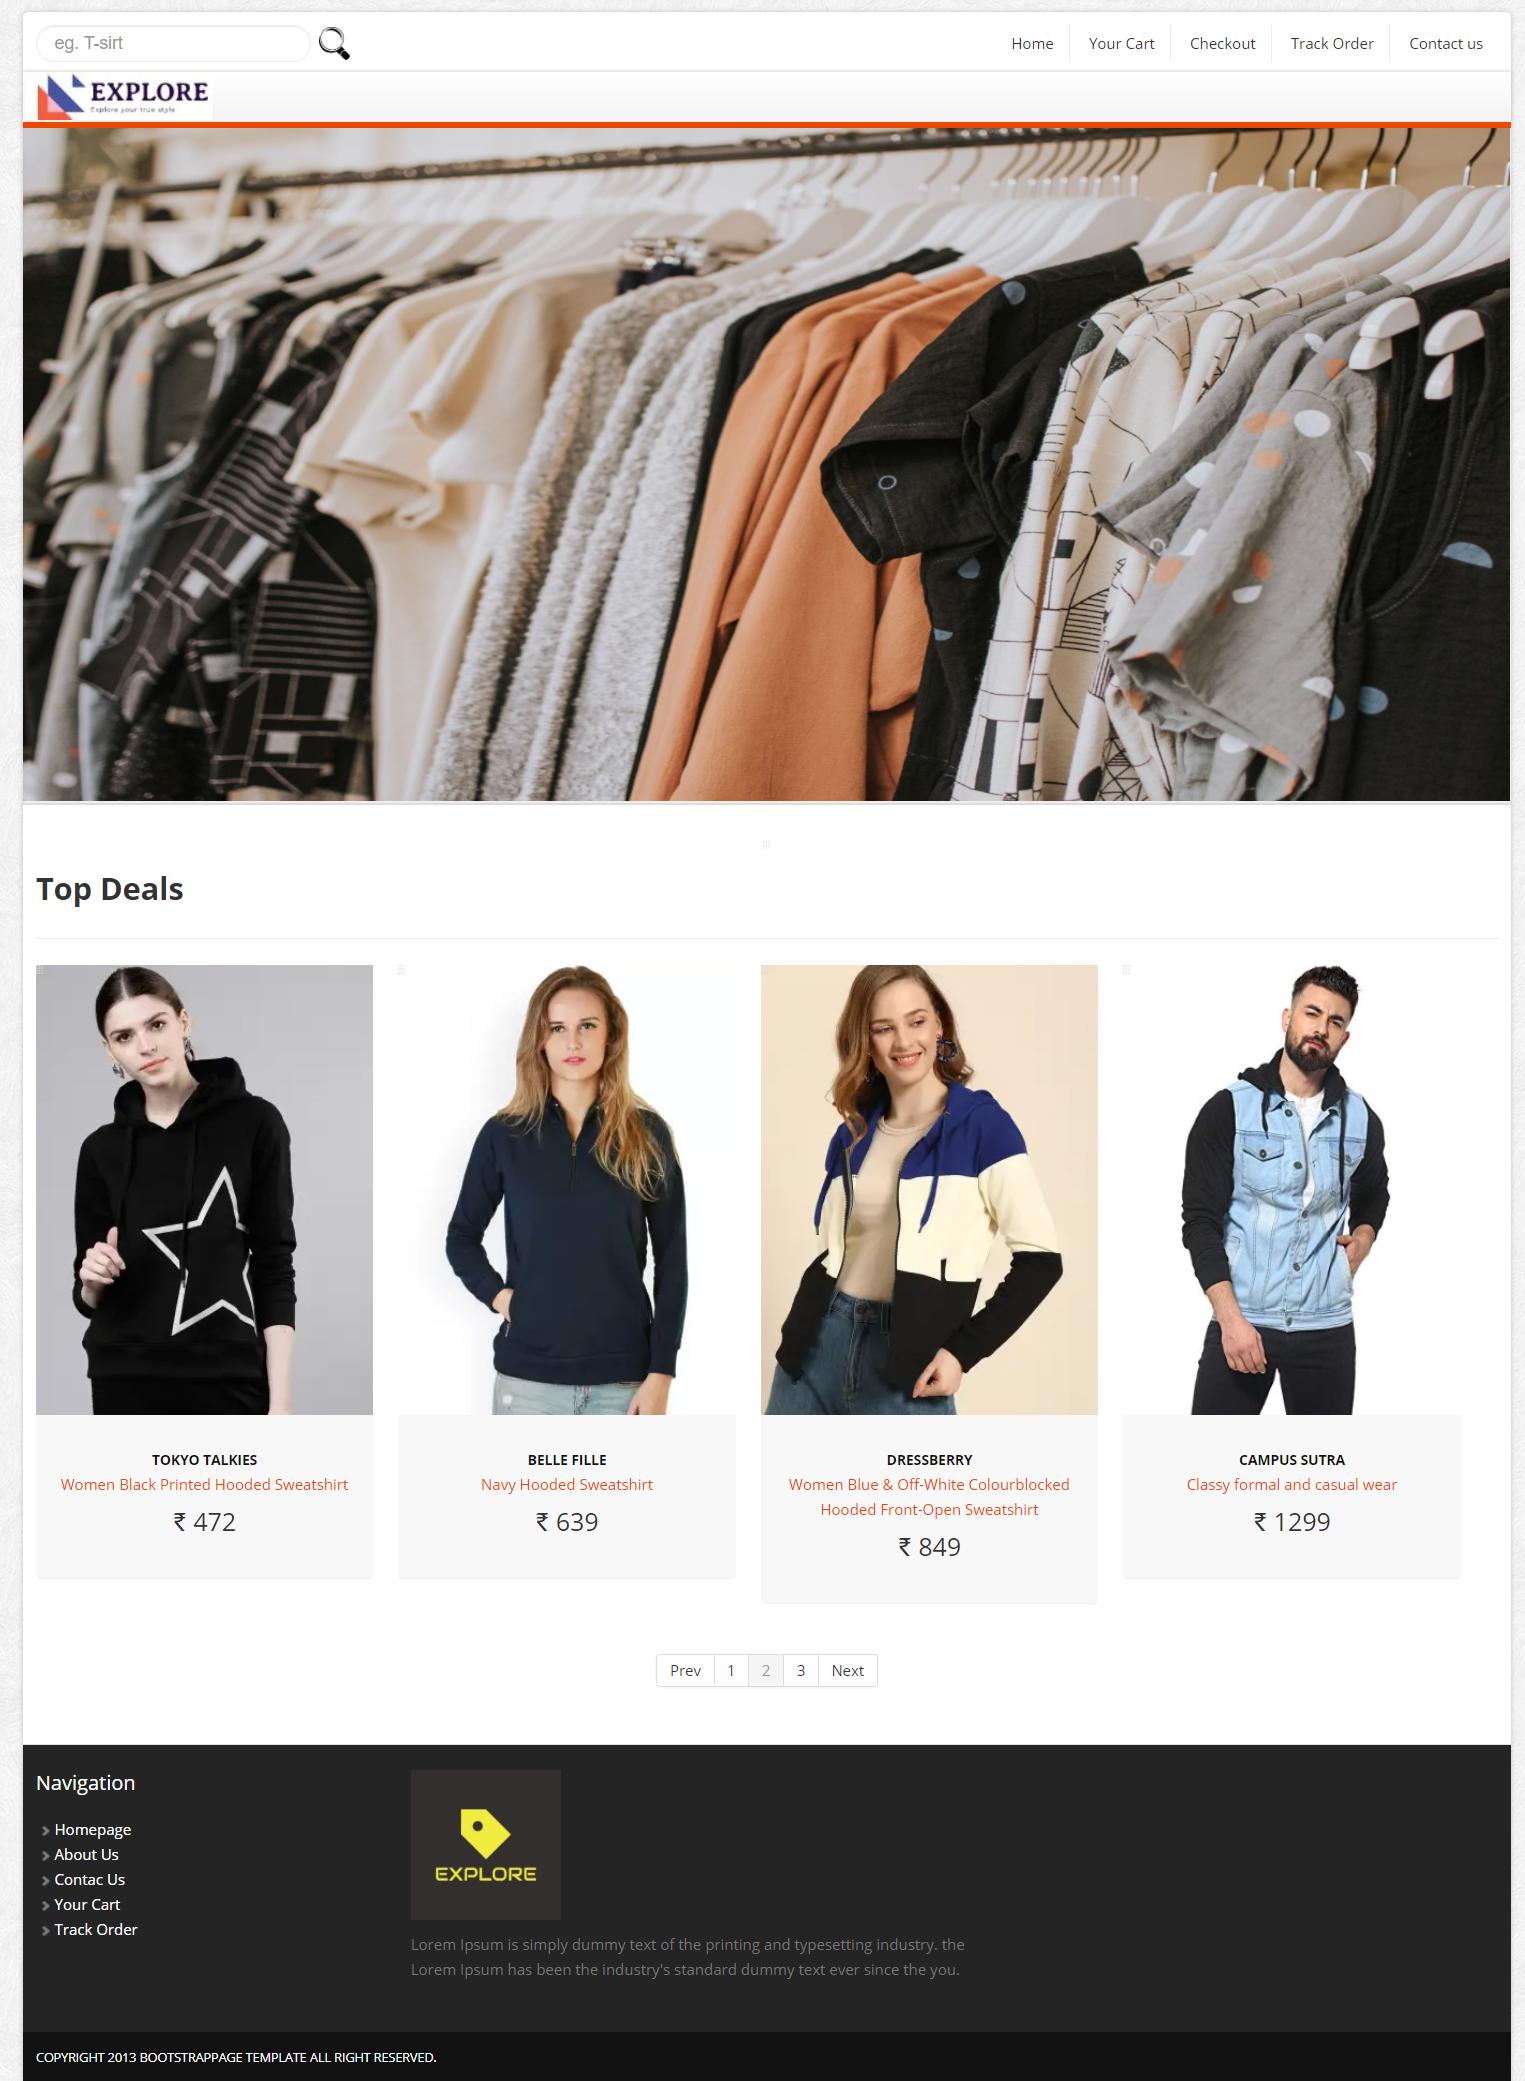 eg. T-sirt
Home Your Cart Checkout Track Order Contact us
EXPLORE
Explore your true style
Top Deals
TOKYO TALKIES
Women Black Printed Hooded Sweatshirt
₹ 472
BELLE FILLE
Navy Hooded Sweatshirt
₹ 639
DRESSBERRY
Women Blue & Off-White Colourblocked
Hooded Front-Open Sweatshirt
₹ 849
CAMPUS SUTRA
Classy formal and casual wear
₹ 1299
Prev 1 2 3 Next
Navigation
Homepage
About Us
Contac Us
Your Cart
Track Order
EXPLORE
Lorem Ipsum is simply dummy text of the printing and typesetting industry. the
Lorem Ipsum has been the industry's standard dummy text ever since the you.
COPYRIGHT 2013 BOOTSTRAPPAGE TEMPLATE ALL RIGHT RESERVED.